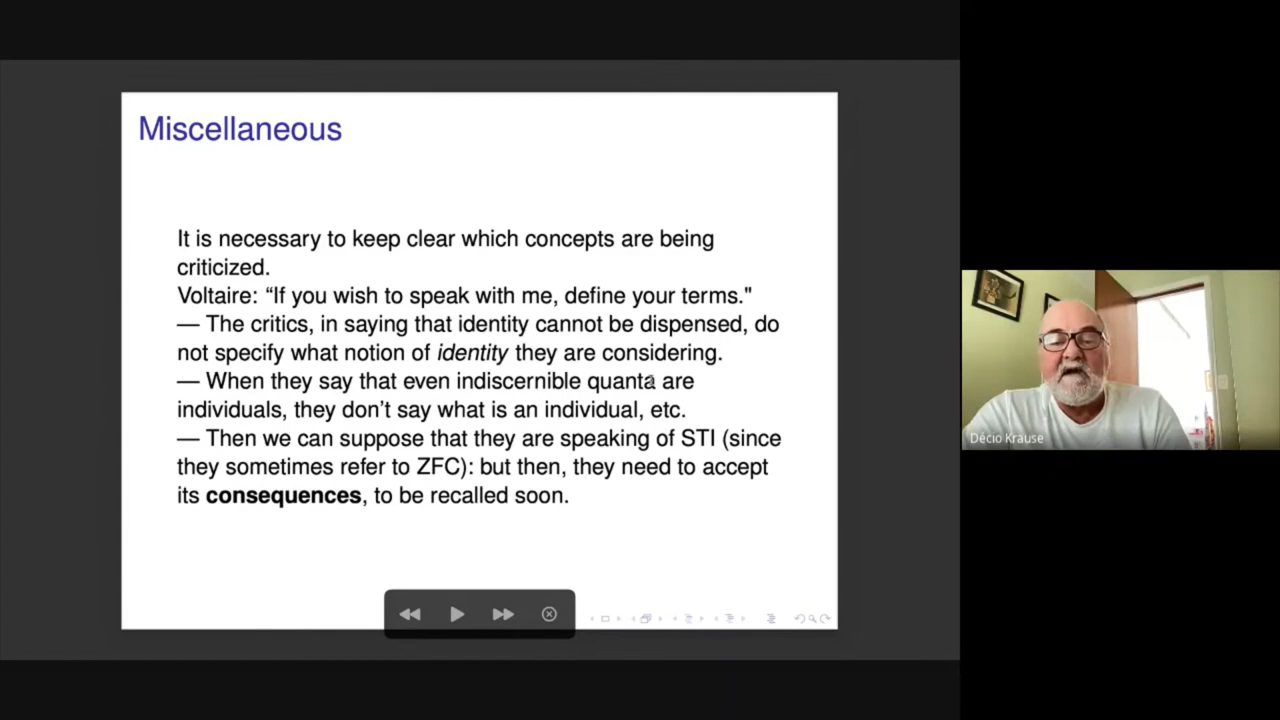 Miscellaneous
It is necessary to keep clear which concepts are being
criticized.
Voltaire: “If you wish to speak with me, define your terms."
— The critics, in saying that identity cannot be dispensed, do
not specify what notion of identity they are considering.
— When they say that even indiscernible quanta are
individuals, they don’t say what is an individual, etc.
— Then we can suppose that they are speaking of STI (since
they sometimes refer to ZFC): but then, they need to accept
its consequences, to be recalled soon.
Décio Krause